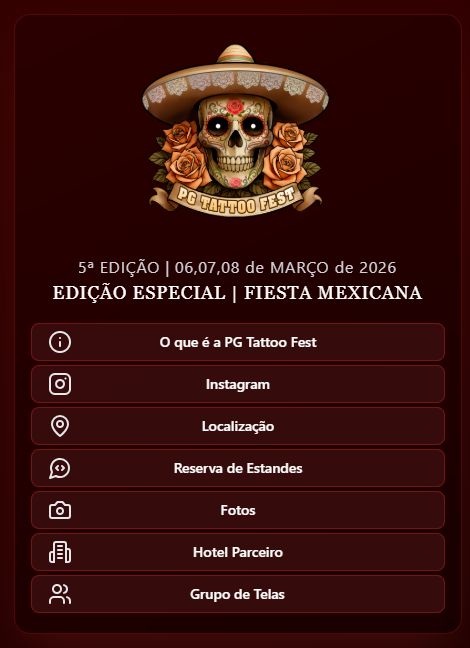 PG TATTOO FEST
5ª EDIÇÃO | 06,07,08 de MARÇO de 2026
EDIÇÃO ESPECIAL | FIESTA MEXICANA
O que é a PG Tattoo Fest
Instagram
Localização
Reserva de Estandes
Fotos
Hotel Parceiro
Grupo de Telas